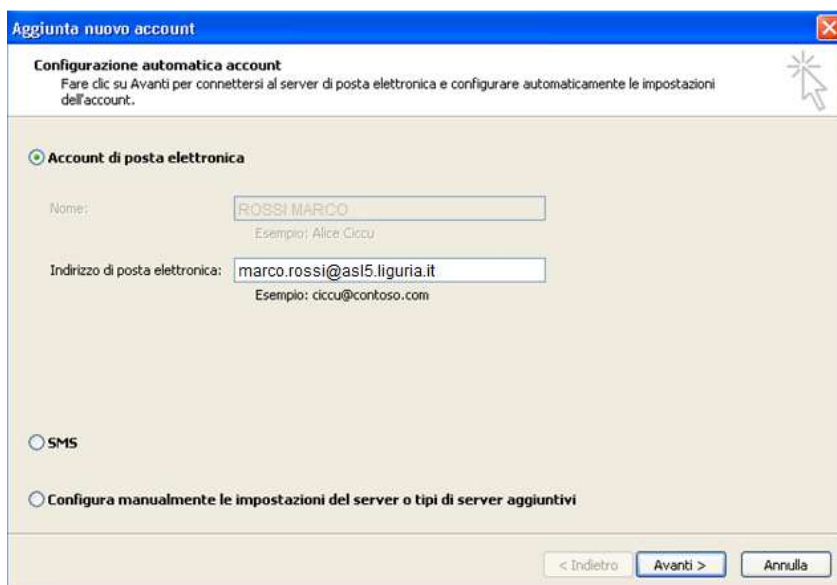 Aggiunta nuovo account
Configurazione automatica account
Fare clic su Avanti per connettersi al server di posta elettronica e configurare automaticamente le impostazioni
dell'account.
Account di posta elettronica
Nome: ROSSI MARCO
Esempio: Alice Ciccu
Indirizzo di posta elettronica: marco.rossi@asl5.liguria.it
Esempio: ciccu@contoso.com
SMS
Configura manualmente le impostazioni del server o tipi di server aggiuntivi
< Indietro Avanti > Annulla